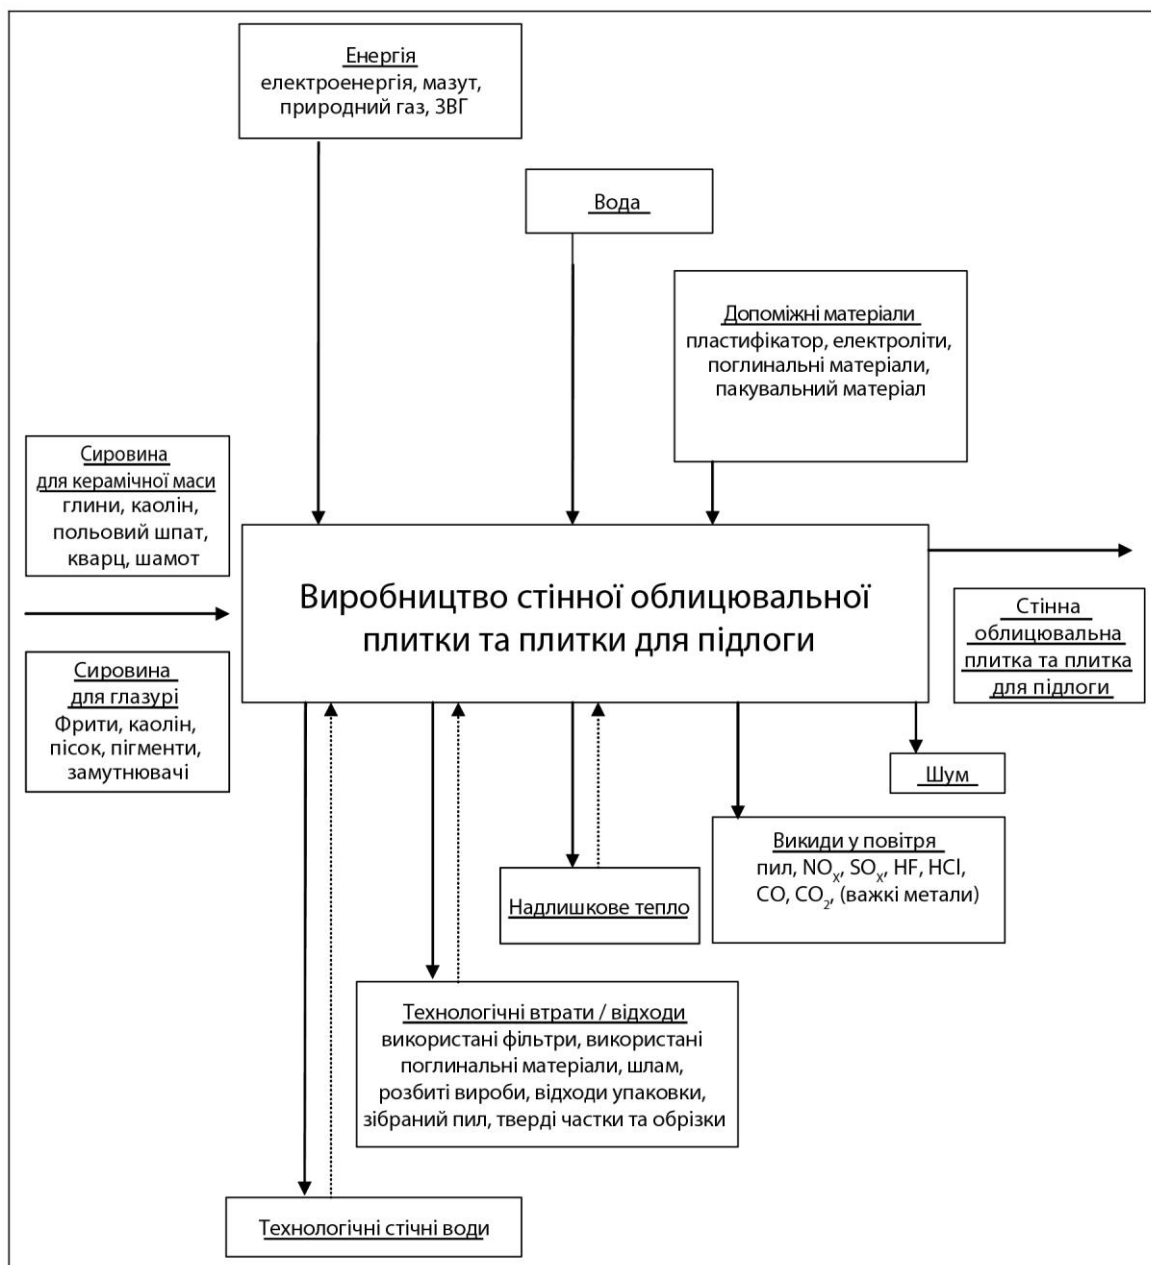 Енергія
електроенергія, мазут,
природний газ, ЗВГ
Вода
Допоміжні матеріали
пластифікатор, електроліти,
поглинальні матеріали,
пакувальний матеріал
Сировина
для керамічної маси
глини, каолін,
польовий шпат,
кварц, шамот
Виробництво стінної облицювальної
плитки та плитки для підлоги
Стінна
облицювальна
плитка та плитка
для підлоги
Сировина
для глазурі
Фрити, каолін,
пісок, пігменти,
замутнювачі
Шум
Викиди у повітря
пил, NOₓ, SOₓ, HF, HCl,
CO, CO₂, (важкі метали)
Надлишкове тепло
Технологічні втрати / відходи
використані фільтри, використані
поглинальні матеріали, шлам,
розбиті вироби, відходи упаковки,
зібраний пил, тверді частки та обрізки
Технологічні стічні води